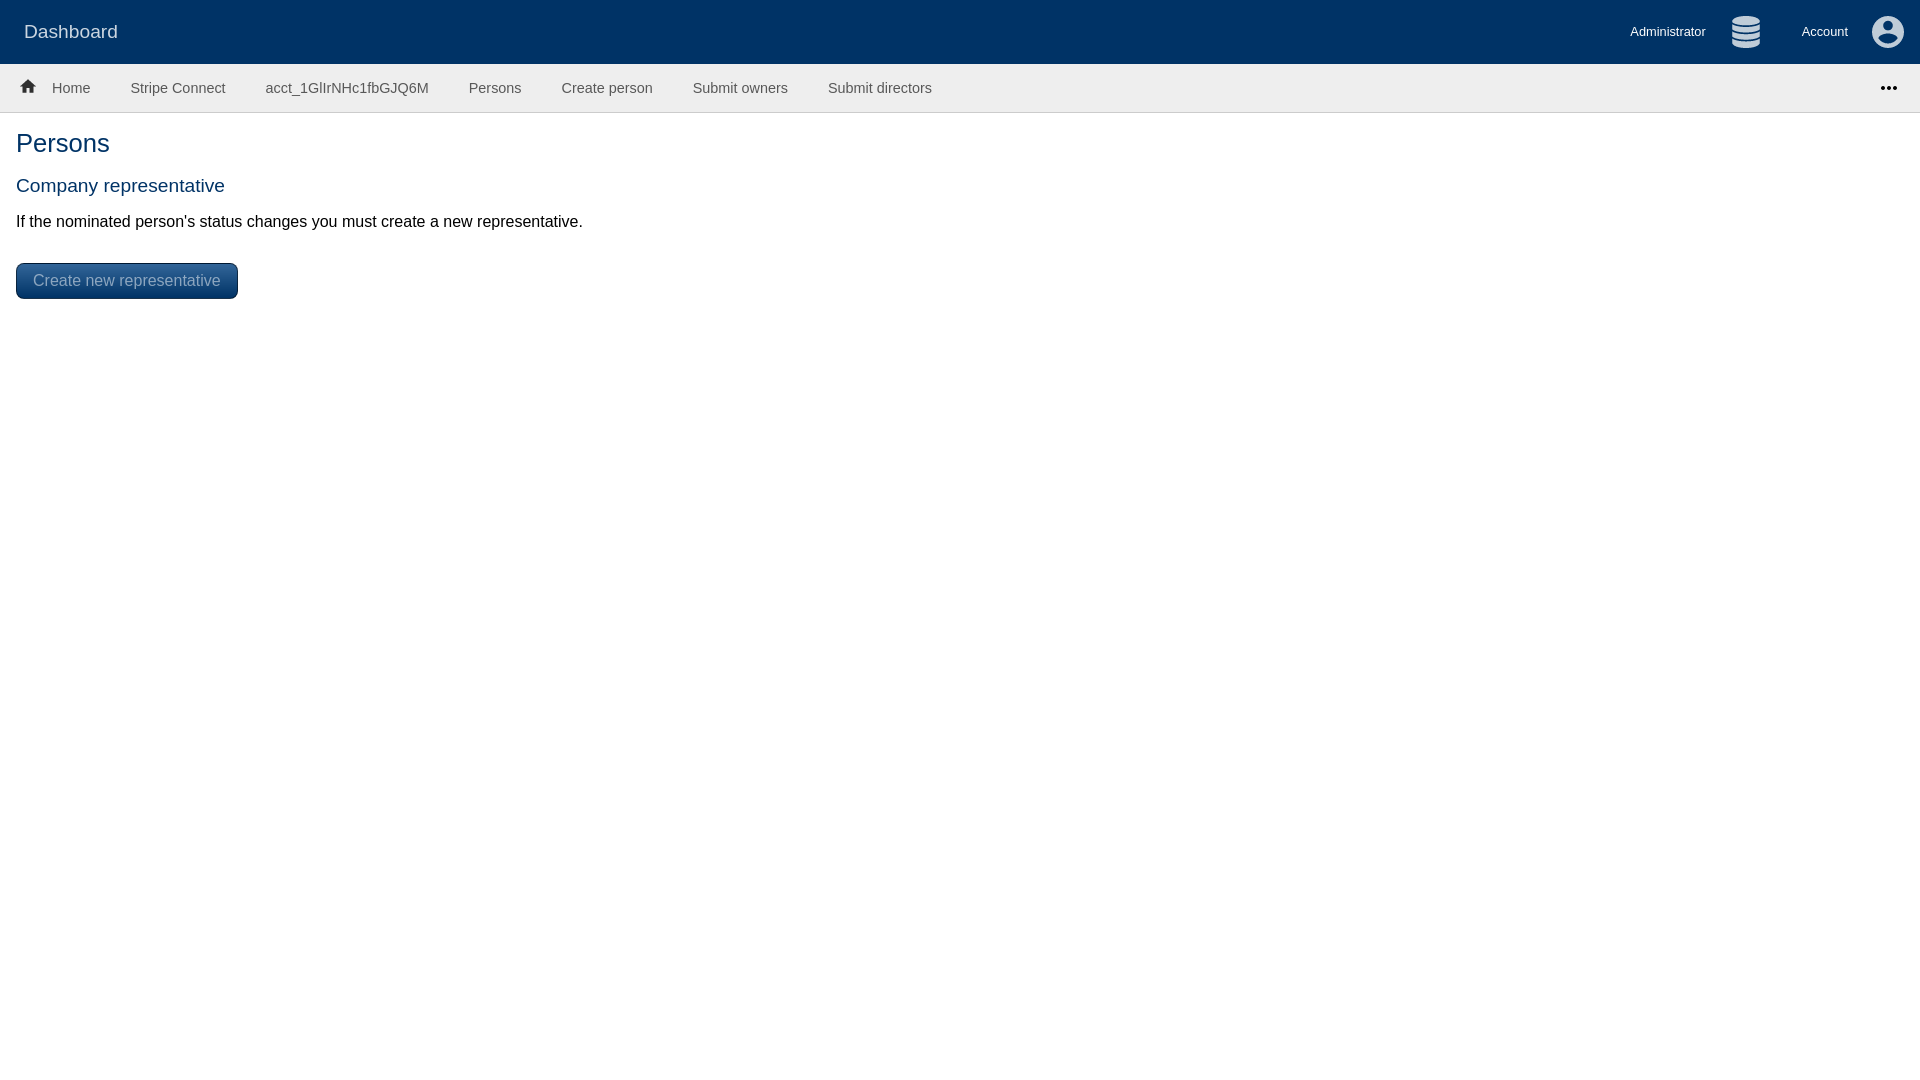 Dashboard
Administrator
Account
Home
Stripe Connect
acct_1GlIrNHc1fbGJQ6M
Persons
Create person
Submit owners
Submit directors
Persons
Company representative
If the nominated person's status changes you must create a new representative.
Create new representative